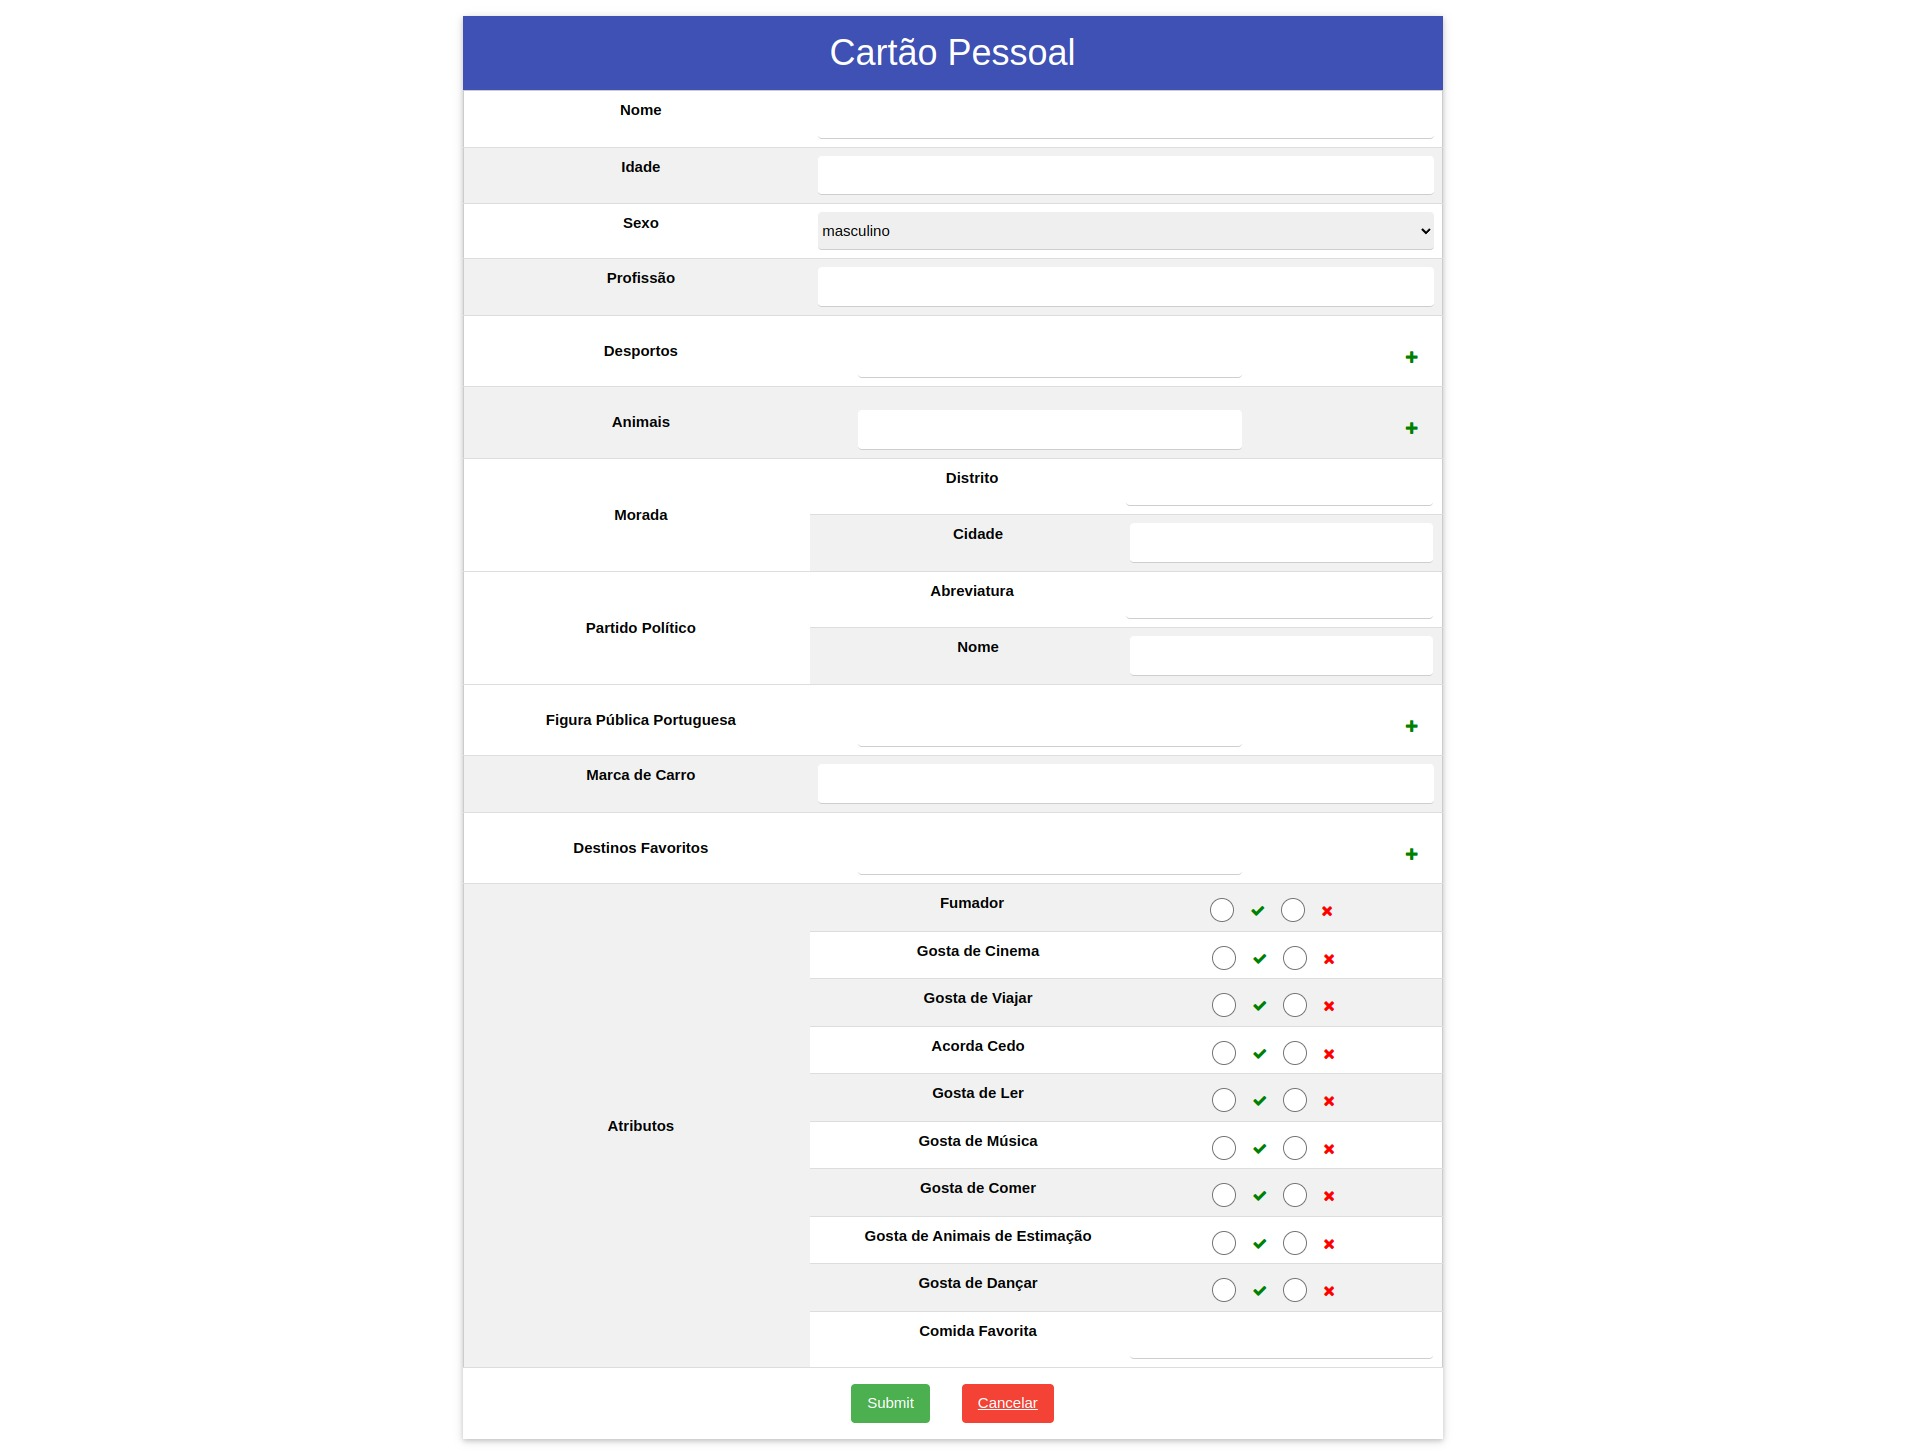 Cartão Pessoal
Nome
Idade
Sexo
masculino
Profissão
Desportos
Animais
Morada
Distrito
Cidade
Partido Político
Abreviatura
Nome
Figura Pública Portuguesa
Marca de Carro
Destinos Favoritos
Atributos
Fumador
Gosta de Cinema
Gosta de Viajar
Acorda Cedo
Gosta de Ler
Gosta de Música
Gosta de Comer
Gosta de Animais de Estimação
Gosta de Dançar
Comida Favorita
Submit
Cancelar